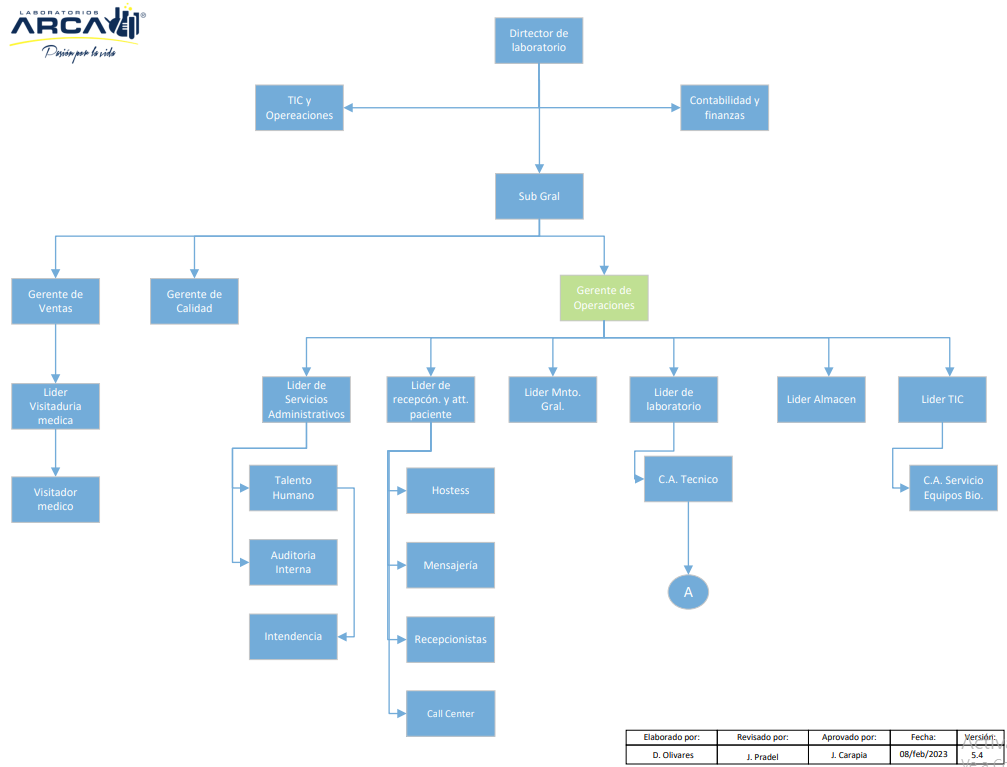 LABORATORIOS
ARCA®
Pasión por la vida
Dirtector de
laboratorio
TIC y
Opereaciones
Contabilidad y
finanzas
Sub Gral
Gerente de
Ventas
Gerente de
Calidad
Gerente de
Operaciones
Lider
Visitaduria
medica
Lider de
Servicios
Administrativos
Lider de
recepcón. y att.
paciente
Lider Mnto.
Gral.
Lider de
laboratorio
Lider Almacen
Lider TIC
Visitador
medico
Talento
Humano
Hostess
C.A. Tecnico
C.A. Servicio
Equipos Bio.
Auditoria
Interna
Mensajería
A
Intendencia
Recepcionistas
Call Center
Elaborado por: Revisado por: Aprovado por: Fecha: Versión:
D. Olivares J. Pradel J. Carapia 08/feb/2023 5.4